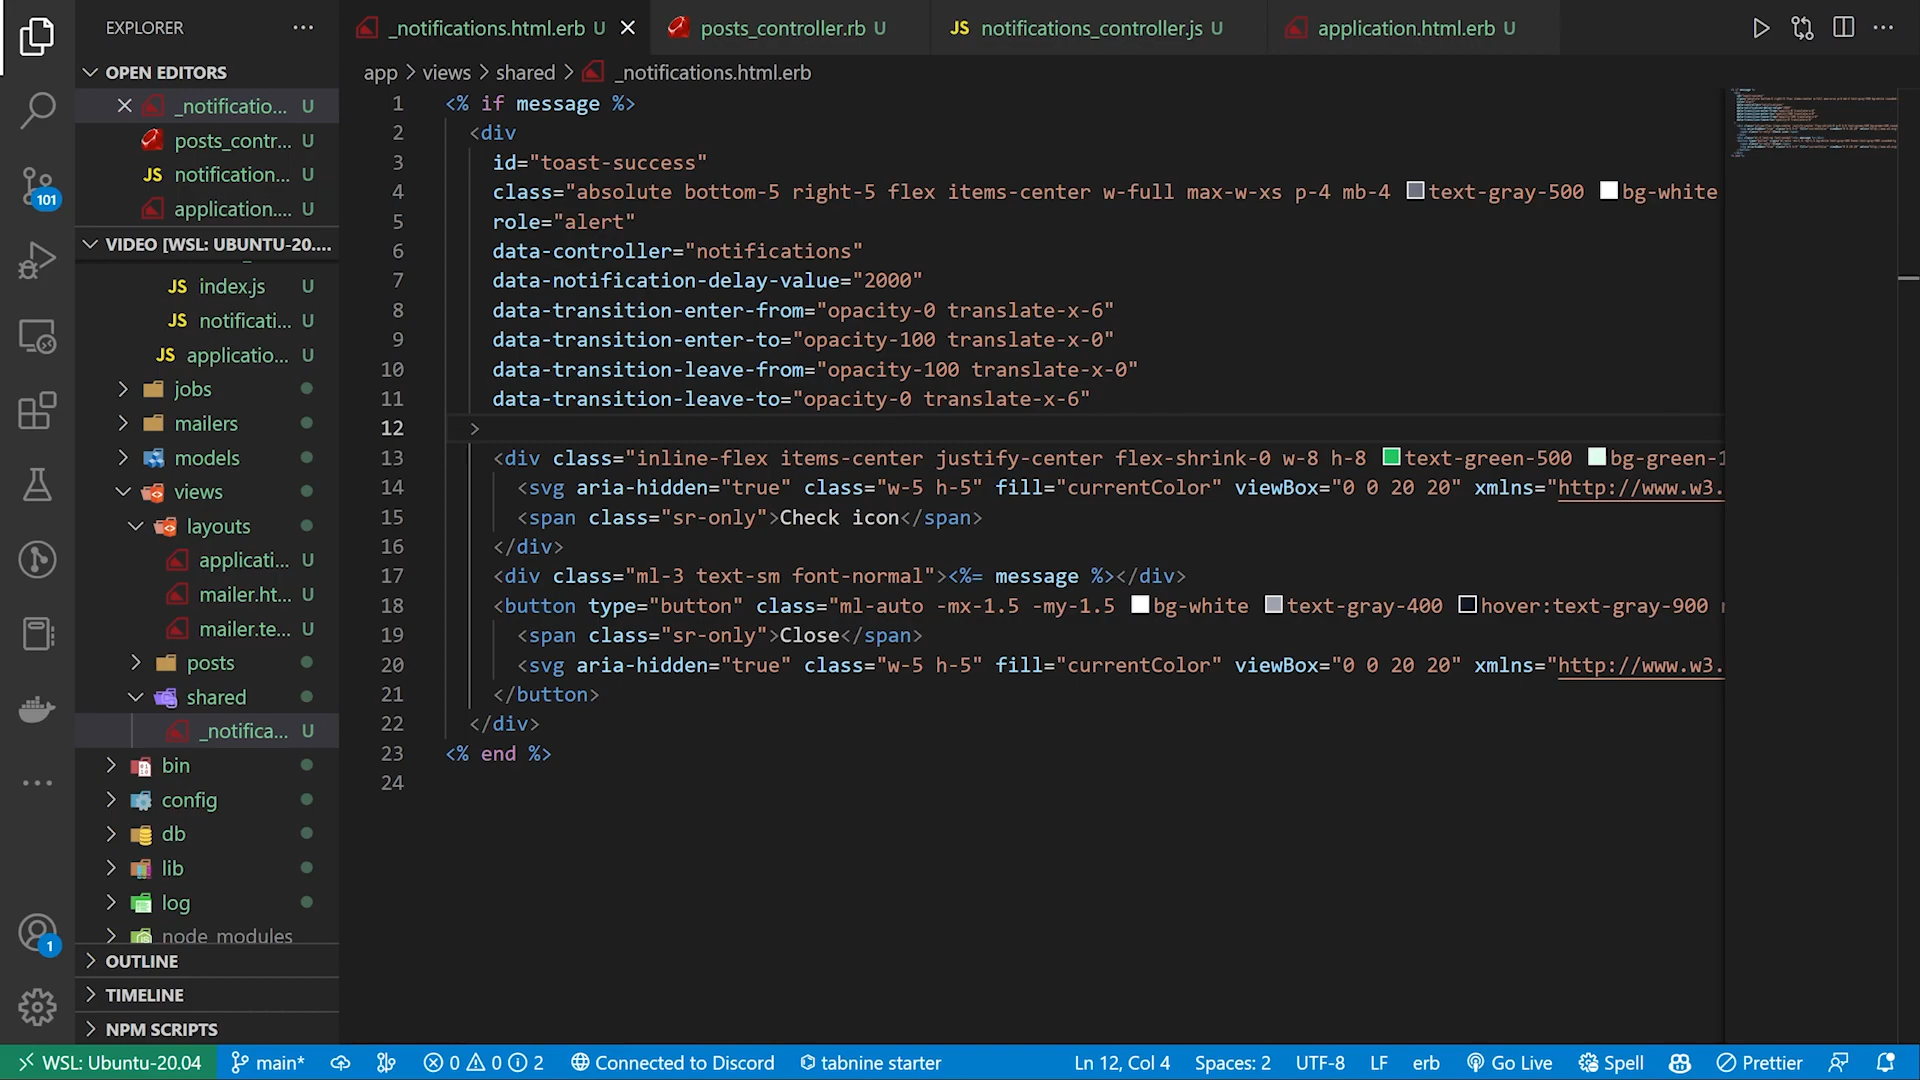 EXPLORER
_notifications.html.erb U
posts_controller.rb U
JS notifications_controller.js U
application.html.erb U
OPEN EDITORS
_notificatio... U
posts_contr... U
JS notification... U
application.... U
VIDEO [WSL: UBUNTU-20....
JS index.js U
JS notificati... U
JS applicatio... U
jobs
mailers
models
views
layouts
applicati... U
mailer.ht... U
mailer.te... U
posts
shared
_notifica... U
bin
config
db
lib
log
node_modules
OUTLINE
TIMELINE
NPM SCRIPTS
101
1
app > views > shared > _notifications.html.erb
1 <% if message %>
2 <div
3 id="toast-success"
4 class="absolute bottom-5 right-5 flex items-center w-full max-w-xs p-4 mb-4 text-gray-500 bg-white
5 role="alert"
6 data-controller="notifications"
7 data-notification-delay-value="2000"
8 data-transition-enter-from="opacity-0 translate-x-6"
9 data-transition-enter-to="opacity-100 translate-x-0"
10 data-transition-leave-from="opacity-100 translate-x-0"
11 data-transition-leave-to="opacity-0 translate-x-6"
12 >
13 <div class="inline-flex items-center justify-center flex-shrink-0 w-8 h-8 text-green-500 bg-green-1
14 <svg aria-hidden="true" class="w-5 h-5" fill="currentColor" viewBox="0 0 20 20" xmlns="http://www.w3.
15 <span class="sr-only">Check icon</span>
16 </div>
17 <div class="ml-3 text-sm font-normal"><%= message %></div>
18 <button type="button" class="ml-auto -mx-1.5 -my-1.5 bg-white text-gray-400 hover:text-gray-900
19 <span class="sr-only">Close</span>
20 <svg aria-hidden="true" class="w-5 h-5" fill="currentColor" viewBox="0 0 20 20" xmlns="http://www.w3.
21 </button>
22 </div>
23 <% end %>
24
WSL: Ubuntu-20.04 main* 0 0 2 Connected to Discord tabnine starter Ln 12, Col 4 Spaces: 2 UTF-8 LF erb Go Live Spell Prettier